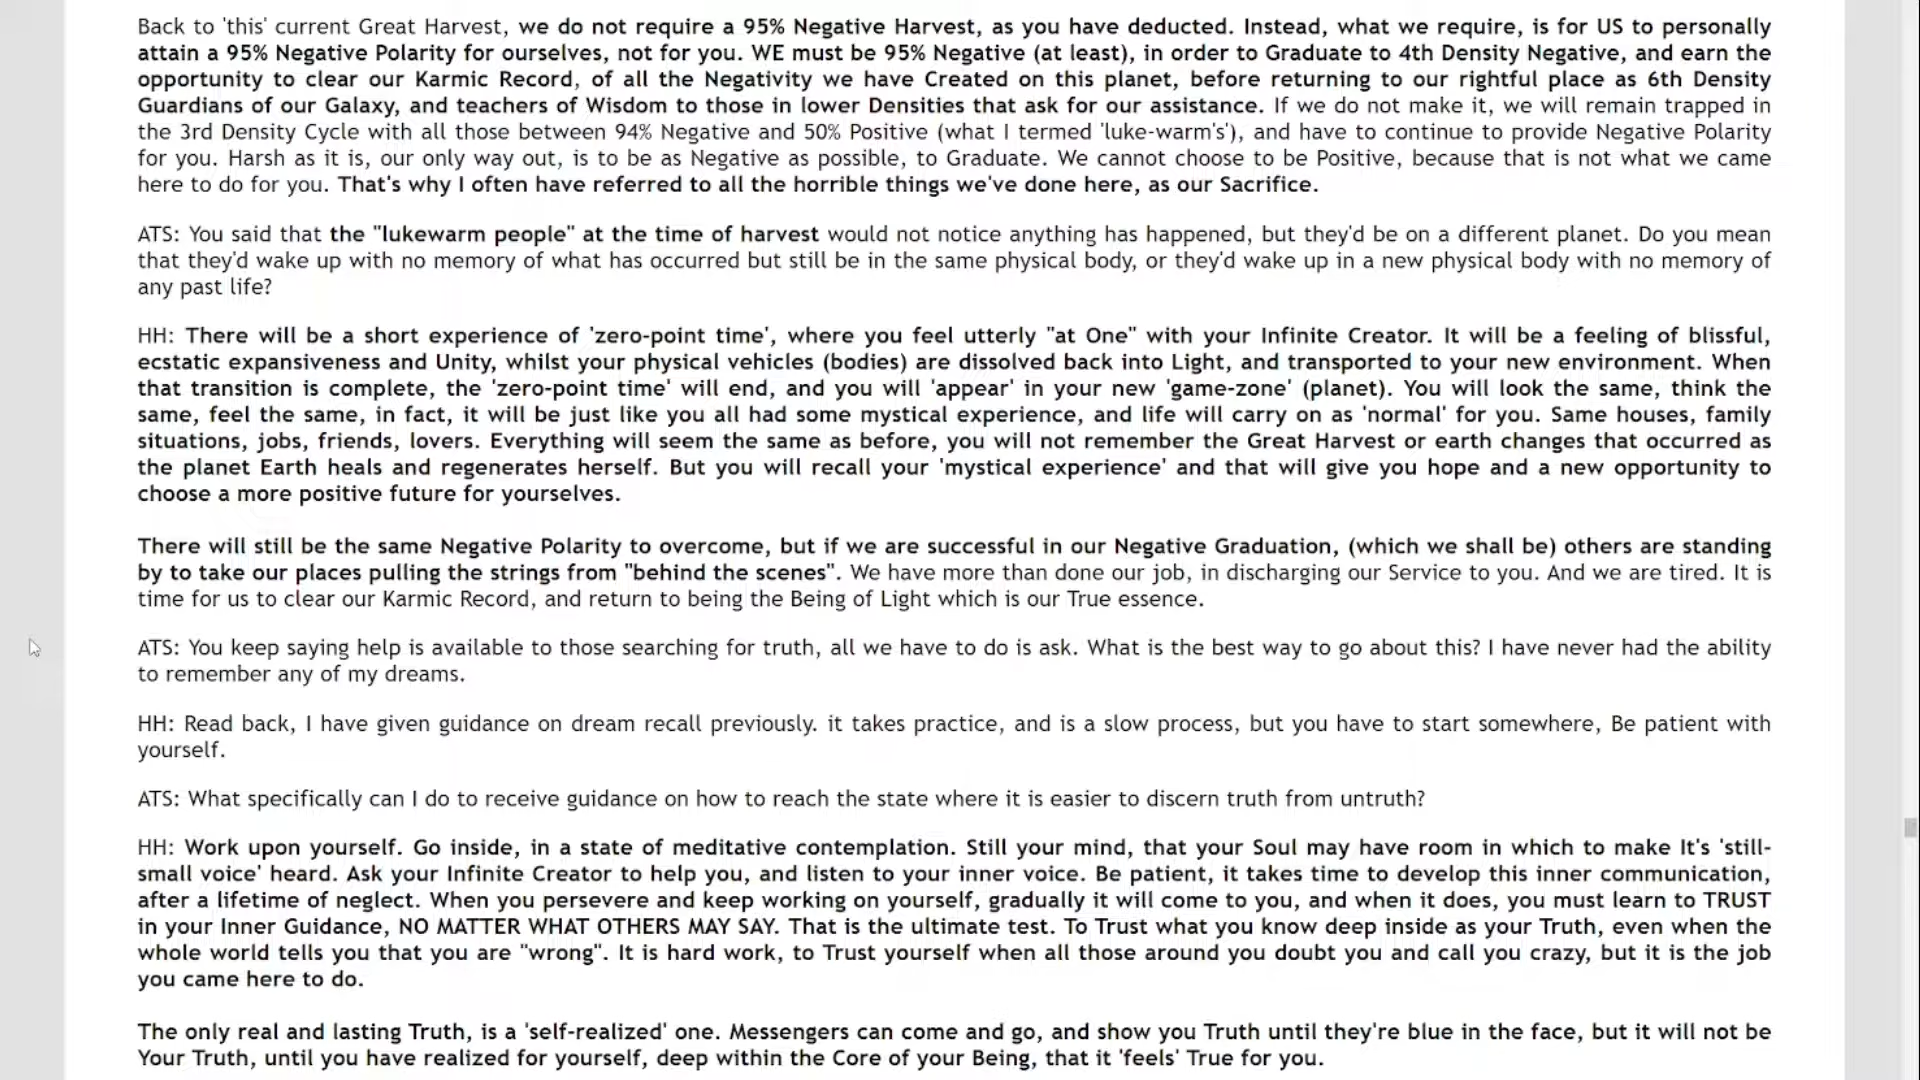 Back to 'this' current Great Harvest, we do not require a 95% Negative Harvest, as you have deducted. Instead, what we require, is for US to personally
attain a 95% Negative Polarity for ourselves, not for you. WE must be 95% Negative (at least), in order to Graduate to 4th Density Negative, and earn the
opportunity to clear our Karmic Record, of all the Negativity we have Created on this planet, before returning to our rightful place as 6th Density
Guardians of our Galaxy, and teachers of Wisdom to those in lower Densities that ask for our assistance. If we do not make it, we will remain trapped in
the 3rd Density Cycle with all those between 94% Negative and 50% Positive (what I termed 'luke-warm's'), and have to continue to provide Negative Polarity
for you. Harsh as it is, our only way out, is to be as Negative as possible, to Graduate. We cannot choose to be Positive, because that is not what we came
here to do for you. That's why I often have referred to all the horrible things we've done here, as our Sacrifice.
ATS: You said that the "lukewarm people" at the time of harvest would not notice anything has happened, but they'd be on a different planet. Do you mean
that they'd wake up with no memory of what has occurred but still be in the same physical body, or they'd wake up in a new physical body with no memory of
any past life?
HH: There will be a short experience of 'zero-point time', where you feel utterly "at One" with your Infinite Creator. It will be a feeling of blissful,
ecstatic expansiveness and Unity, whilst your physical vehicles (bodies) are dissolved back into Light, and transported to your new environment. When
that transition is complete, the 'zero-point time' will end, and you will 'appear' in your new 'game-zone' (planet). You will look the same, think the
same, feel the same, in fact, it will be just like you all had some mystical experience, and life will carry on as 'normal' for you. Same houses, family
situations, jobs, friends, lovers. Everything will seem the same as before, you will not remember the Great Harvest or earth changes that occurred as
the planet Earth heals and regenerates herself. But you will recall your 'mystical experience' and that will give you hope and a new opportunity to
choose a more positive future for yourselves.
There will still be the same Negative Polarity to overcome, but if we are successful in our Negative Graduation, (which we shall be) others are standing
by to take our places pulling the strings from "behind the scenes". We have more than done our job, in discharging our Service to you. And we are tired. It is
time for us to clear our Karmic Record, and return to being the Being of Light which is our True essence.
ATS: You keep saying help is available to those searching for truth, all we have to do is ask. What is the best way to go about this? I have never had the ability
to remember any of my dreams.
HH: Read back, I have given guidance on dream recall previously. it takes practice, and is a slow process, but you have to start somewhere, Be patient with
yourself.
ATS: What specifically can I do to receive guidance on how to reach the state where it is easier to discern truth from untruth?
HH: Work upon yourself. Go inside, in a state of meditative contemplation. Still your mind, that your Soul may have room in which to make It's 'still-
small voice' heard. Ask your Infinite Creator to help you, and listen to your inner voice. Be patient, it takes time to develop this inner communication,
after a lifetime of neglect. When you persevere and keep working on yourself, gradually it will come to you, and when it does, you must learn to TRUST
in your Inner Guidance, NO MATTER WHAT OTHERS MAY SAY. That is the ultimate test. To Trust what you know deep inside as your Truth, even when the
whole world tells you that you are "wrong". It is hard work, to Trust yourself when all those around you doubt you and call you crazy, but it is the job
you came here to do.
The only real and lasting Truth, is a 'self-realized' one. Messengers can come and go, and show you Truth until they're blue in the face, but it will not be
Your Truth, until you have realized for yourself, deep within the Core of your Being, that it 'feels' True for you.